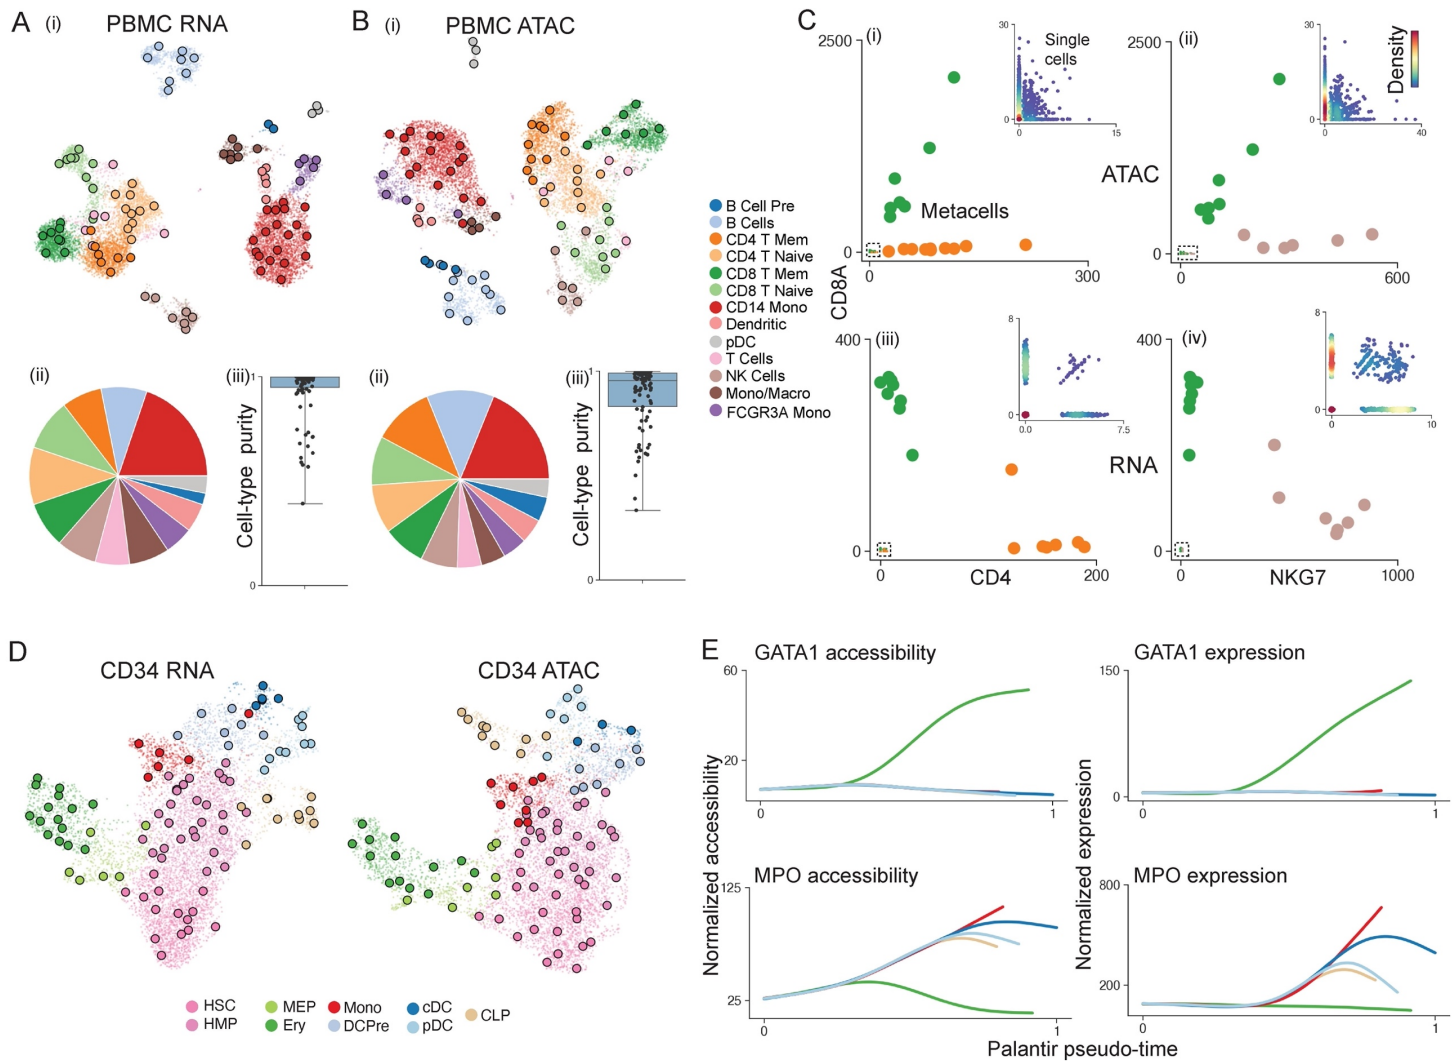 A (i) PBMC RNA
B (i) PBMC ATAC
(ii)
(iii)
1
0
Cell-type purity
(ii)
(iii)
1
0
Cell-type purity
B Cell Pre
B Cells
CD4 T Mem
CD4 T Naive
CD8 T Mem
CD8 T Naive
CD14 Mono
Dendritic
pDC
T Cells
NK Cells
Mono/Macro
FCGR3A Mono
C
(i)
2500
0
0 300
Metacells
30
0
0 15
Single
cells
(ii)
2500
0
0 600
30
0
0 40
Density
ATAC
CD8A
(iii)
400
0
0 200
CD4
8
0
0.0 7.5
RNA
(iv)
400
0
0 1000
NKG7
8
0
0 10
D
CD34 RNA
CD34 ATAC
HSC
HMP
MEP
Ery
Mono
DCPre
cDC
pDC
CLP
E
GATA1 accessibility
60
20
0 1
GATA1 expression
150
0
0 1
MPO accessibility
125
25
0 1
MPO expression
800
200
0 1
Normalized accessibility
Normalized expression
Palantir pseudo-time